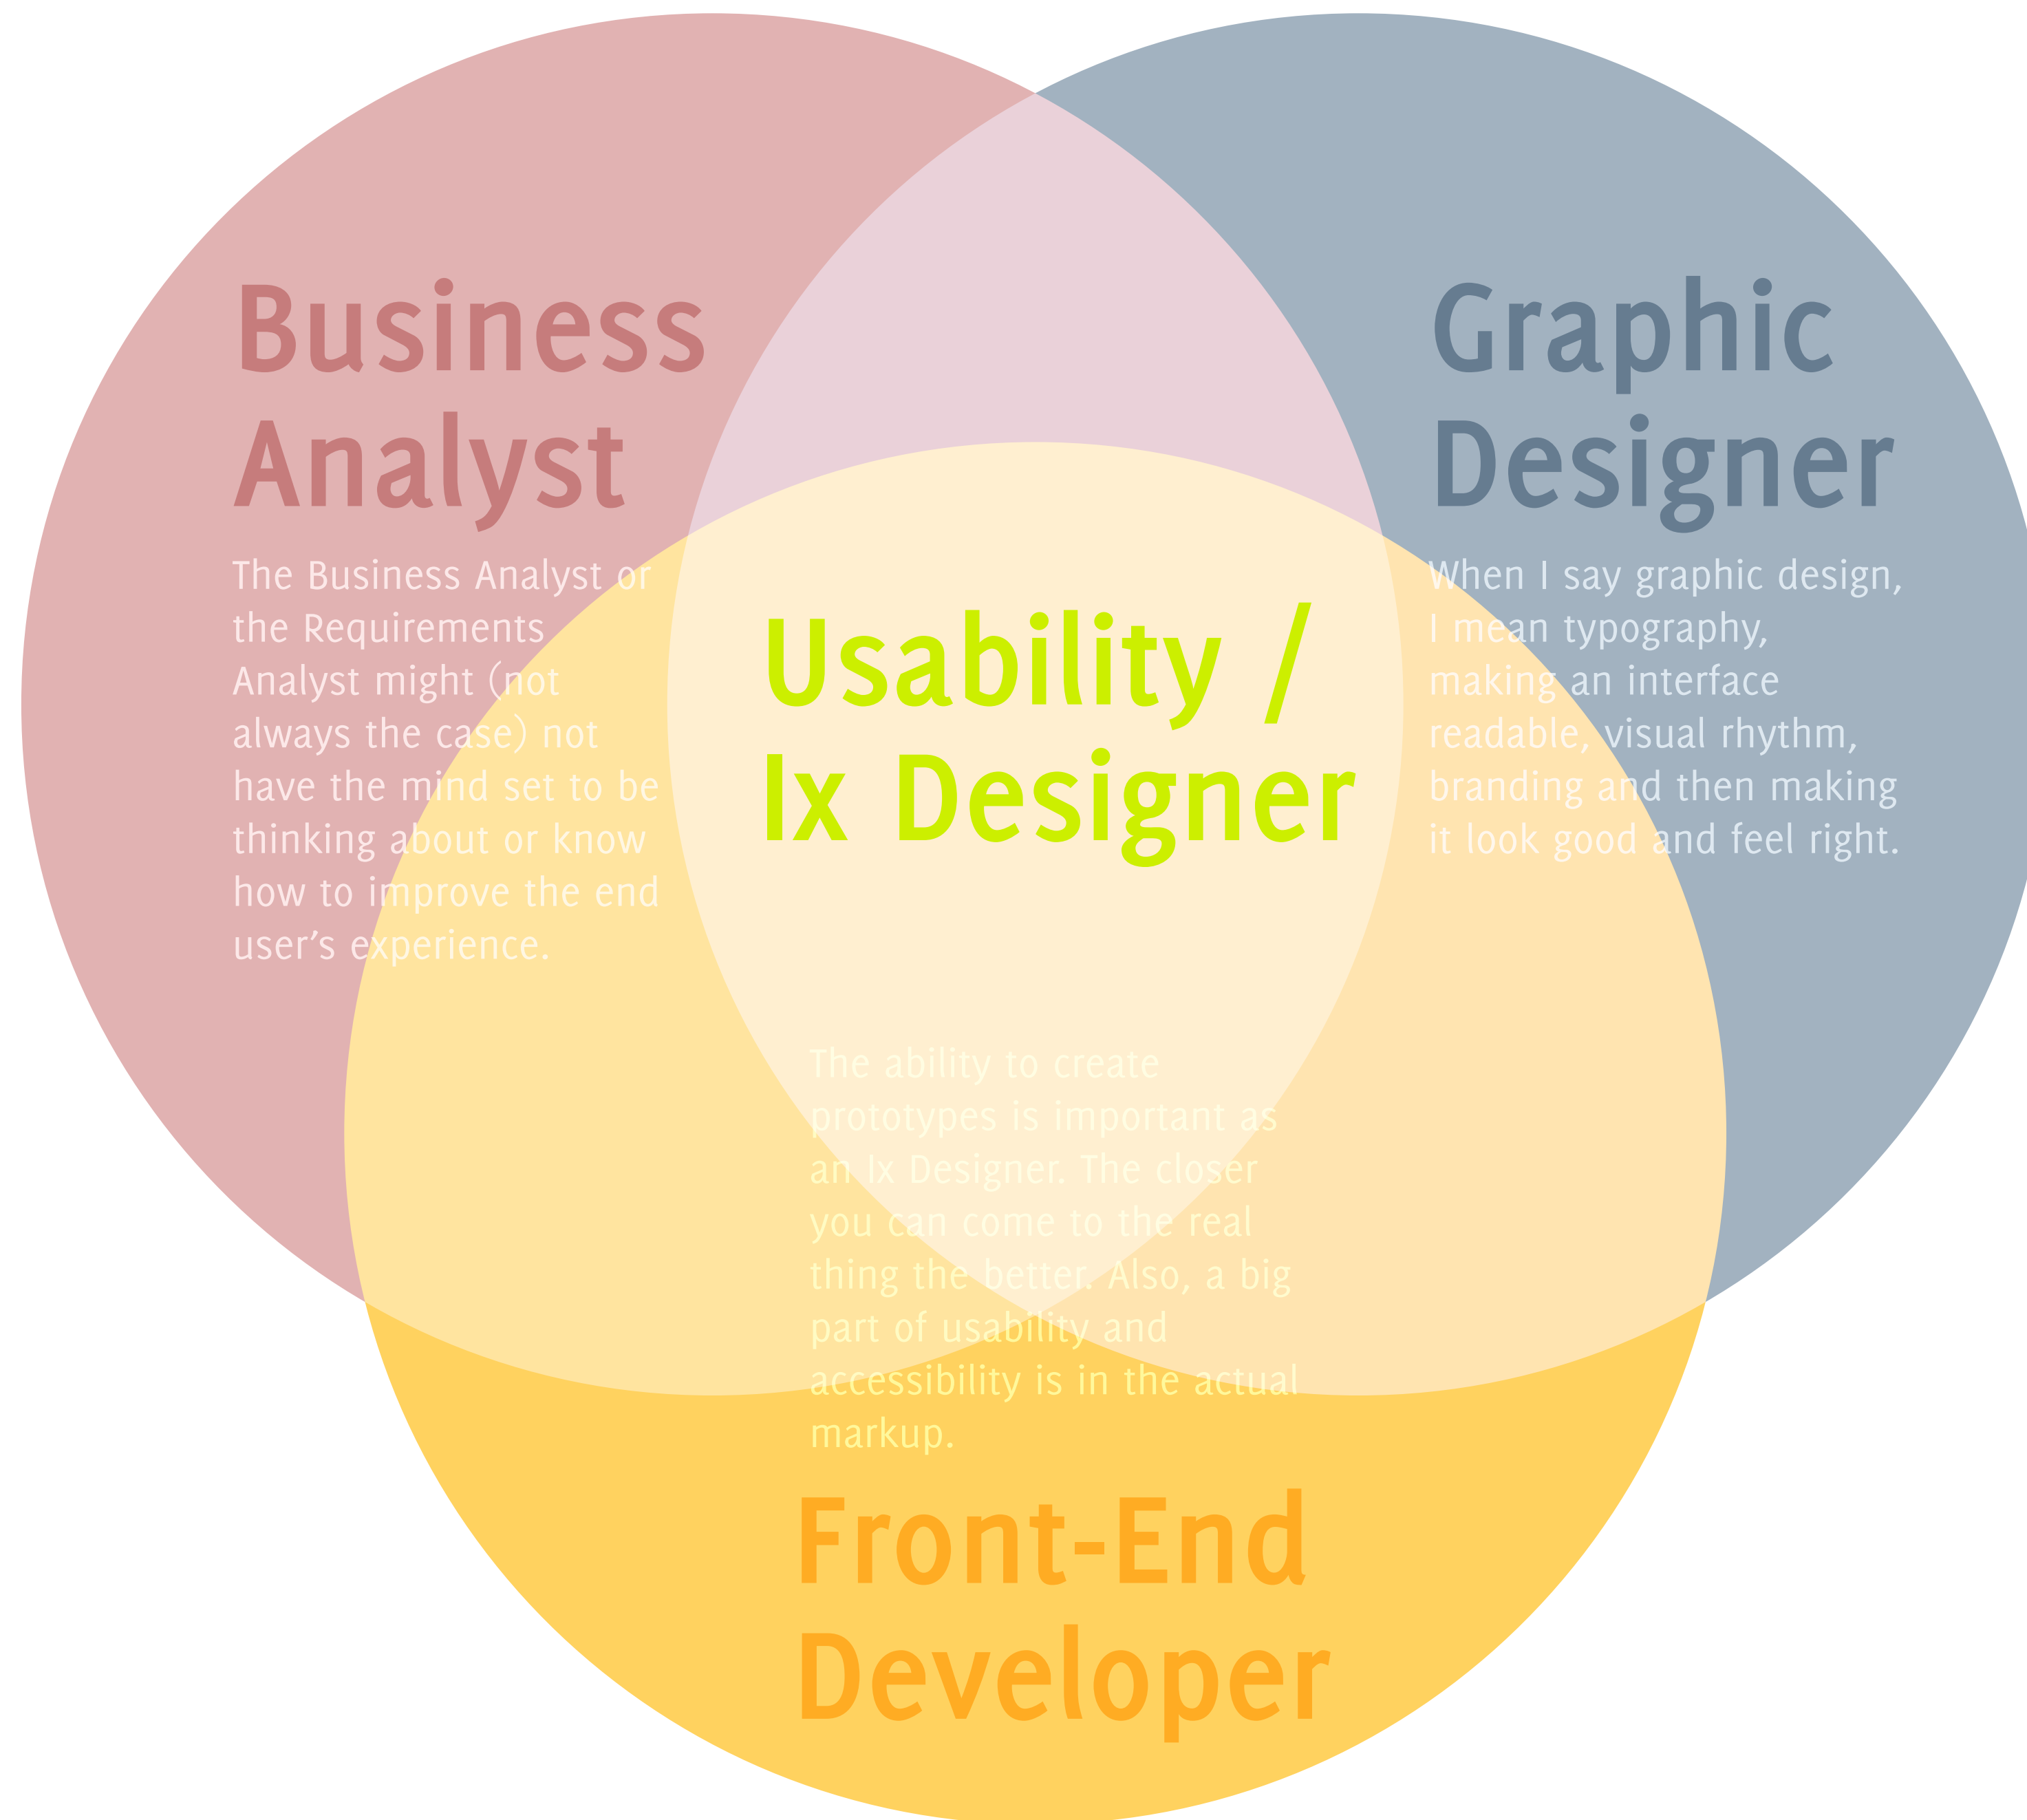 Business
Analyst
The Business Analyst or
the Requirements
Analyst might (not
always the case) not
have the mind set to be
thinking about or know
how to improve the end
user's experience.
Graphic
Designer
When I say graphic design,
I mean typography,
making an interface
readable, visual rhythm,
branding and then making
it look good and feel right.
Usability /
Ix Designer
The ability to create
prototypes is important as
an Ix Designer. The closer
you can come to the real
thing the better. Also, a big
part of usability and
accessibility is in the actual
markup.
Front-End
Developer